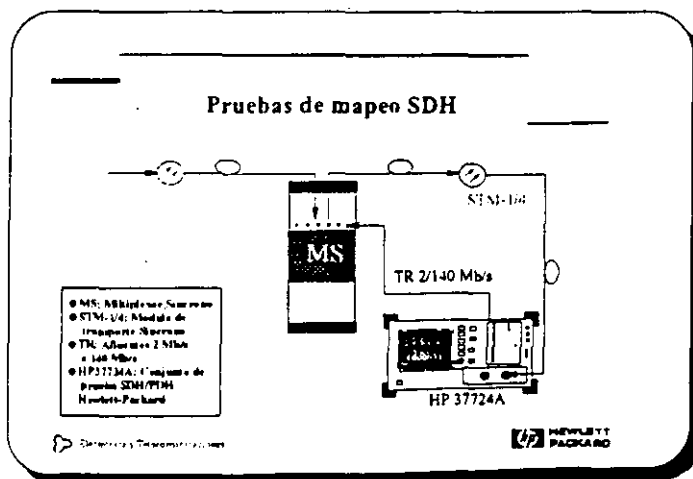 Pruebas de mapeo SDH
STM-1/4
MS
TR 2/140 Mb/s
MS: Multiplexor Síncrono
STM-1/4: Modulo de
transporte Síncrono
TR: Afluentes 2 Mb/s
a 140 Mb/s
HP37724A: Conjunto de
prueba SDH/PDH
Hewlett-Packard
HP 37724A
Telecomunicaciones
hp HEWLETT
PACKARD